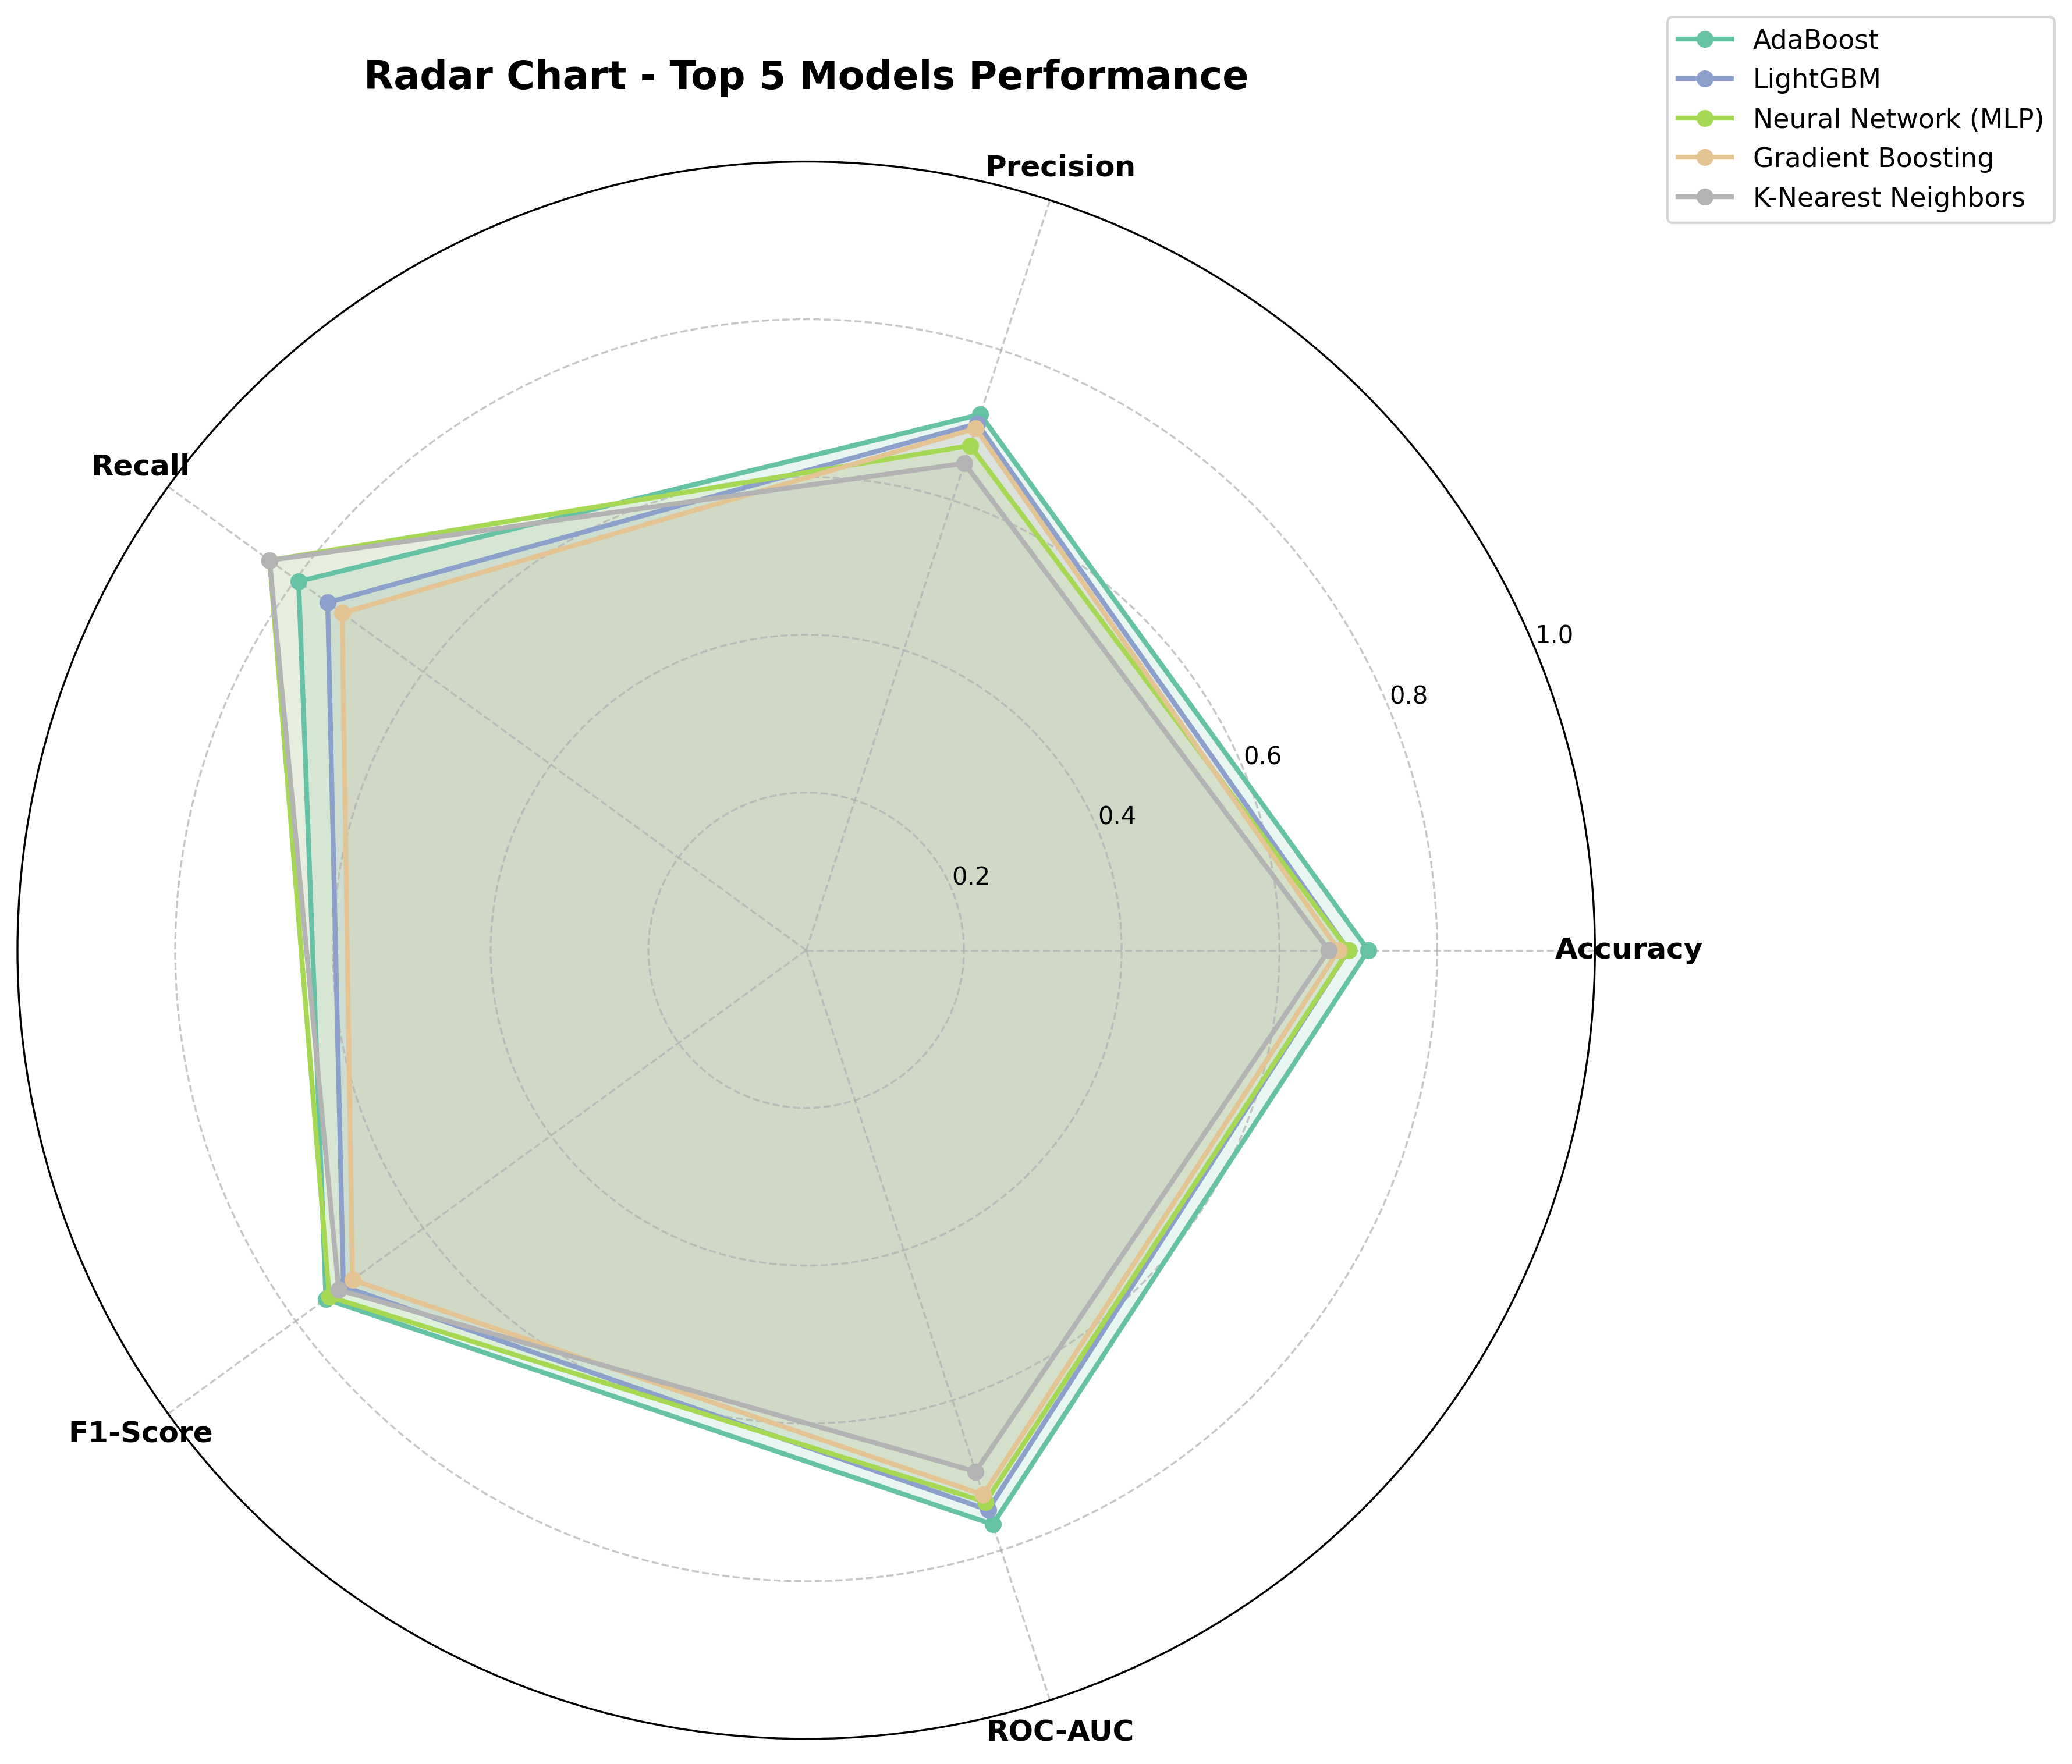 Radar Chart - Top 5 Models Performance
AdaBoost
LightGBM
Neural Network (MLP)
Gradient Boosting
K-Nearest Neighbors
Precision
Recall
1.0
0.8
0.6
0.4
0.2
Accuracy
F1-Score
ROC-AUC